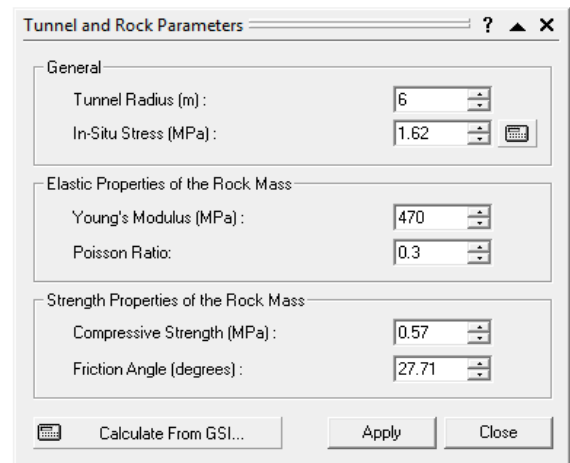 Tunnel and Rock Parameters ? ▲ ✕
General
Tunnel Radius (m) : 6
In-Situ Stress (MPa) : 1.62
Elastic Properties of the Rock Mass
Young's Modulus (MPa) : 470
Poisson Ratio: 0.3
Strength Properties of the Rock Mass
Compressive Strength (MPa) : 0.57
Friction Angle (degrees) : 27.71
Calculate From GSI... Apply Close